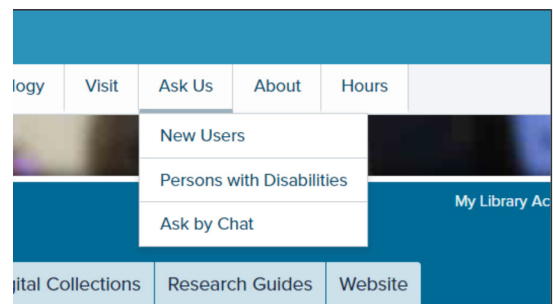 logy Visit Ask Us About Hours
New Users
Persons with Disabilities
My Library Ac
Ask by Chat
gital Collections Research Guides Website